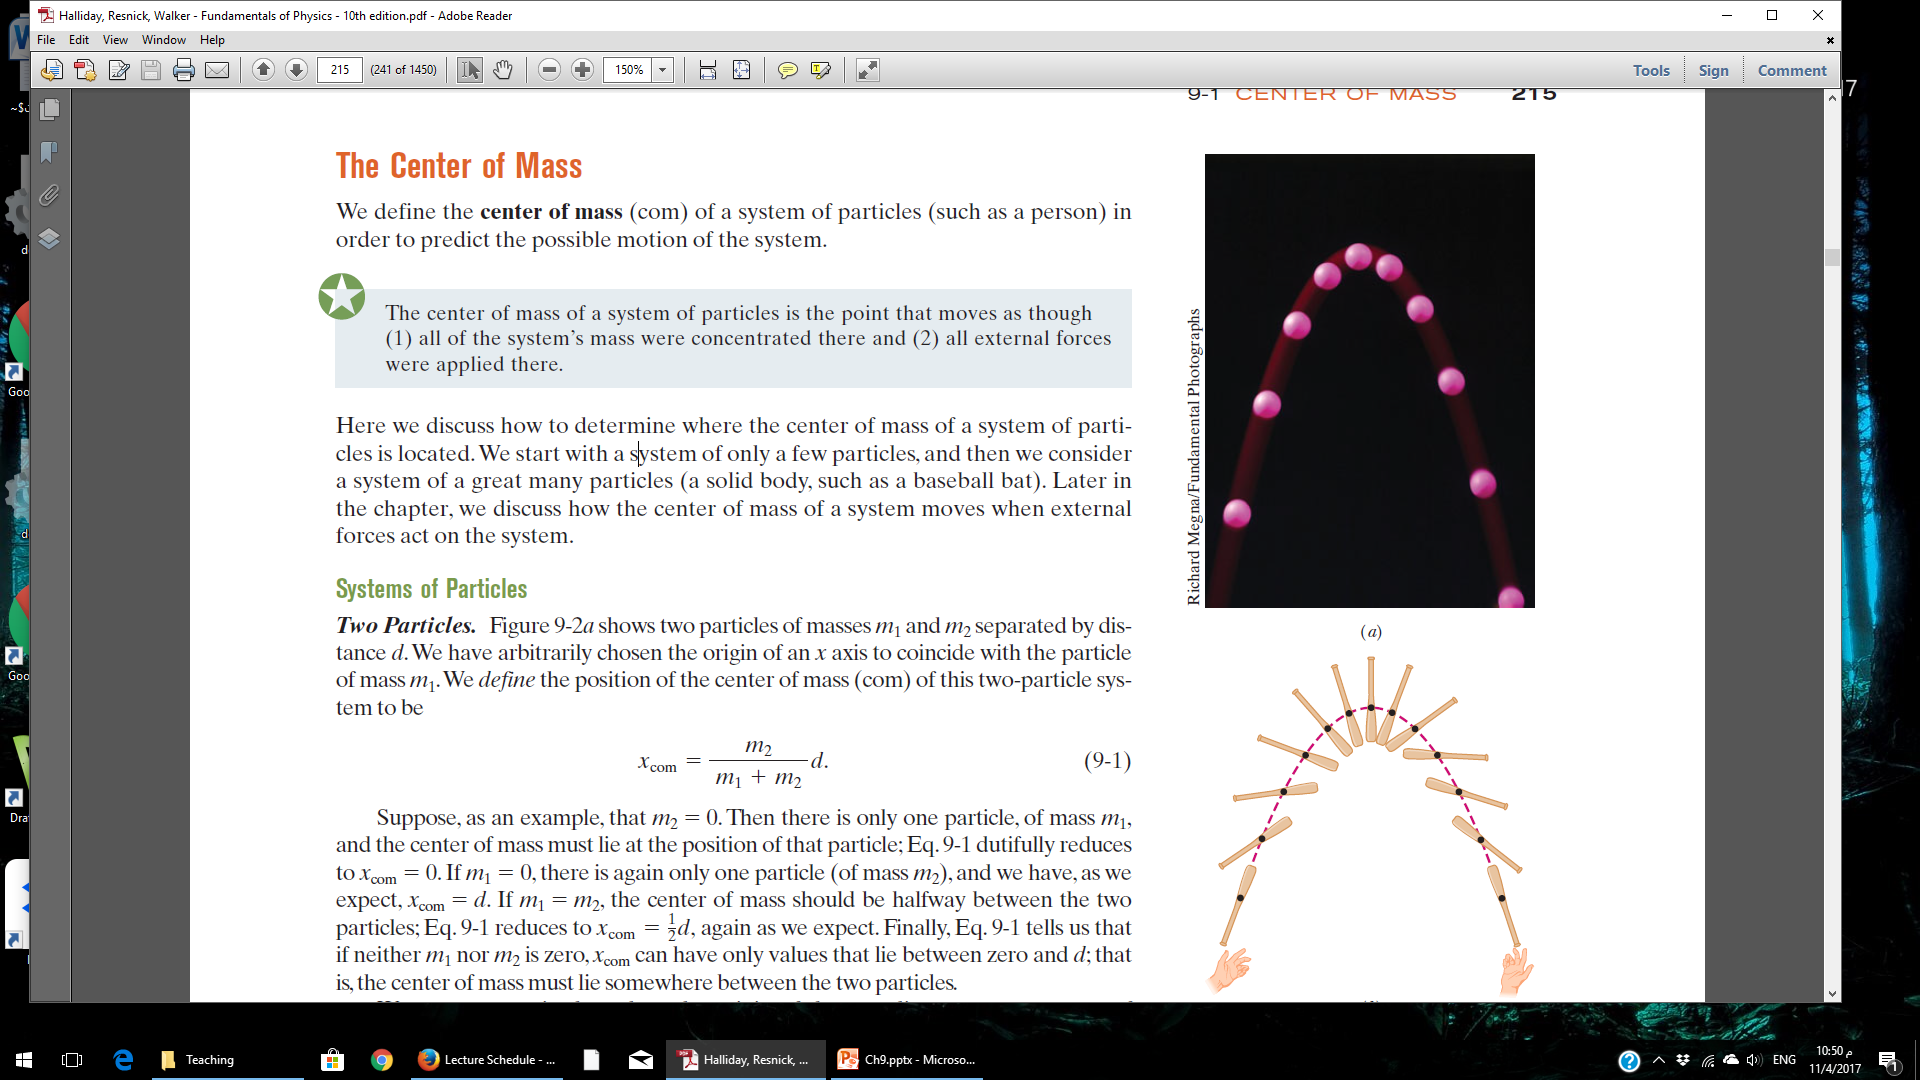 Halliday, Resnick, Walker - Fundamentals of Physics - 10th edition.pdf - Adobe Reader
File Edit View Window Help
215 (241 of 1450) 150% Tools Sign Comment
9-1 CENTER OF MASS 215
The Center of Mass
We define the center of mass (com) of a system of particles (such as a person) in
order to predict the possible motion of the system.
The center of mass of a system of particles is the point that moves as though
(1) all of the system's mass were concentrated there and (2) all external forces
were applied there.
Here we discuss how to determine where the center of mass of a system of parti-
cles is located. We start with a system of only a few particles, and then we consider
a system of a great many particles (a solid body, such as a baseball bat). Later in
the chapter, we discuss how the center of mass of a system moves when external
forces act on the system.
Systems of Particles
Two Particles. Figure 9-2a shows two particles of masses m₁ and m₂ separated by dis-
tance d. We have arbitrarily chosen the origin of an x axis to coincide with the particle
of mass m₁. We define the position of the center of mass (com) of this two-particle sys-
tem to be
x_com = m₂ / (m₁ + m₂) d. (9-1)
Suppose, as an example, that m₂ = 0. Then there is only one particle, of mass m₁,
and the center of mass must lie at the position of that particle; Eq. 9-1 dutifully reduces
to x_com = 0. If m₁ = 0, there is again only one particle (of mass m₂), and we have, as we
expect, x_com = d. If m₁ = m₂, the center of mass should be halfway between the two
particles; Eq. 9-1 reduces to x_com = ½d, again as we expect. Finally, Eq. 9-1 tells us that
if neither m₁ nor m₂ is zero, x_com can have only values that lie between zero and d; that
is, the center of mass must lie somewhere between the two particles.
Richard Megna/Fundamental Photographs
(a)
~$
Goo
Goo
Dra
Teaching
Lecture Schedule - ...
Halliday, Resnick, ...
Ch9.pptx - Microso...
ENG
10:50 م
11/4/2017
1